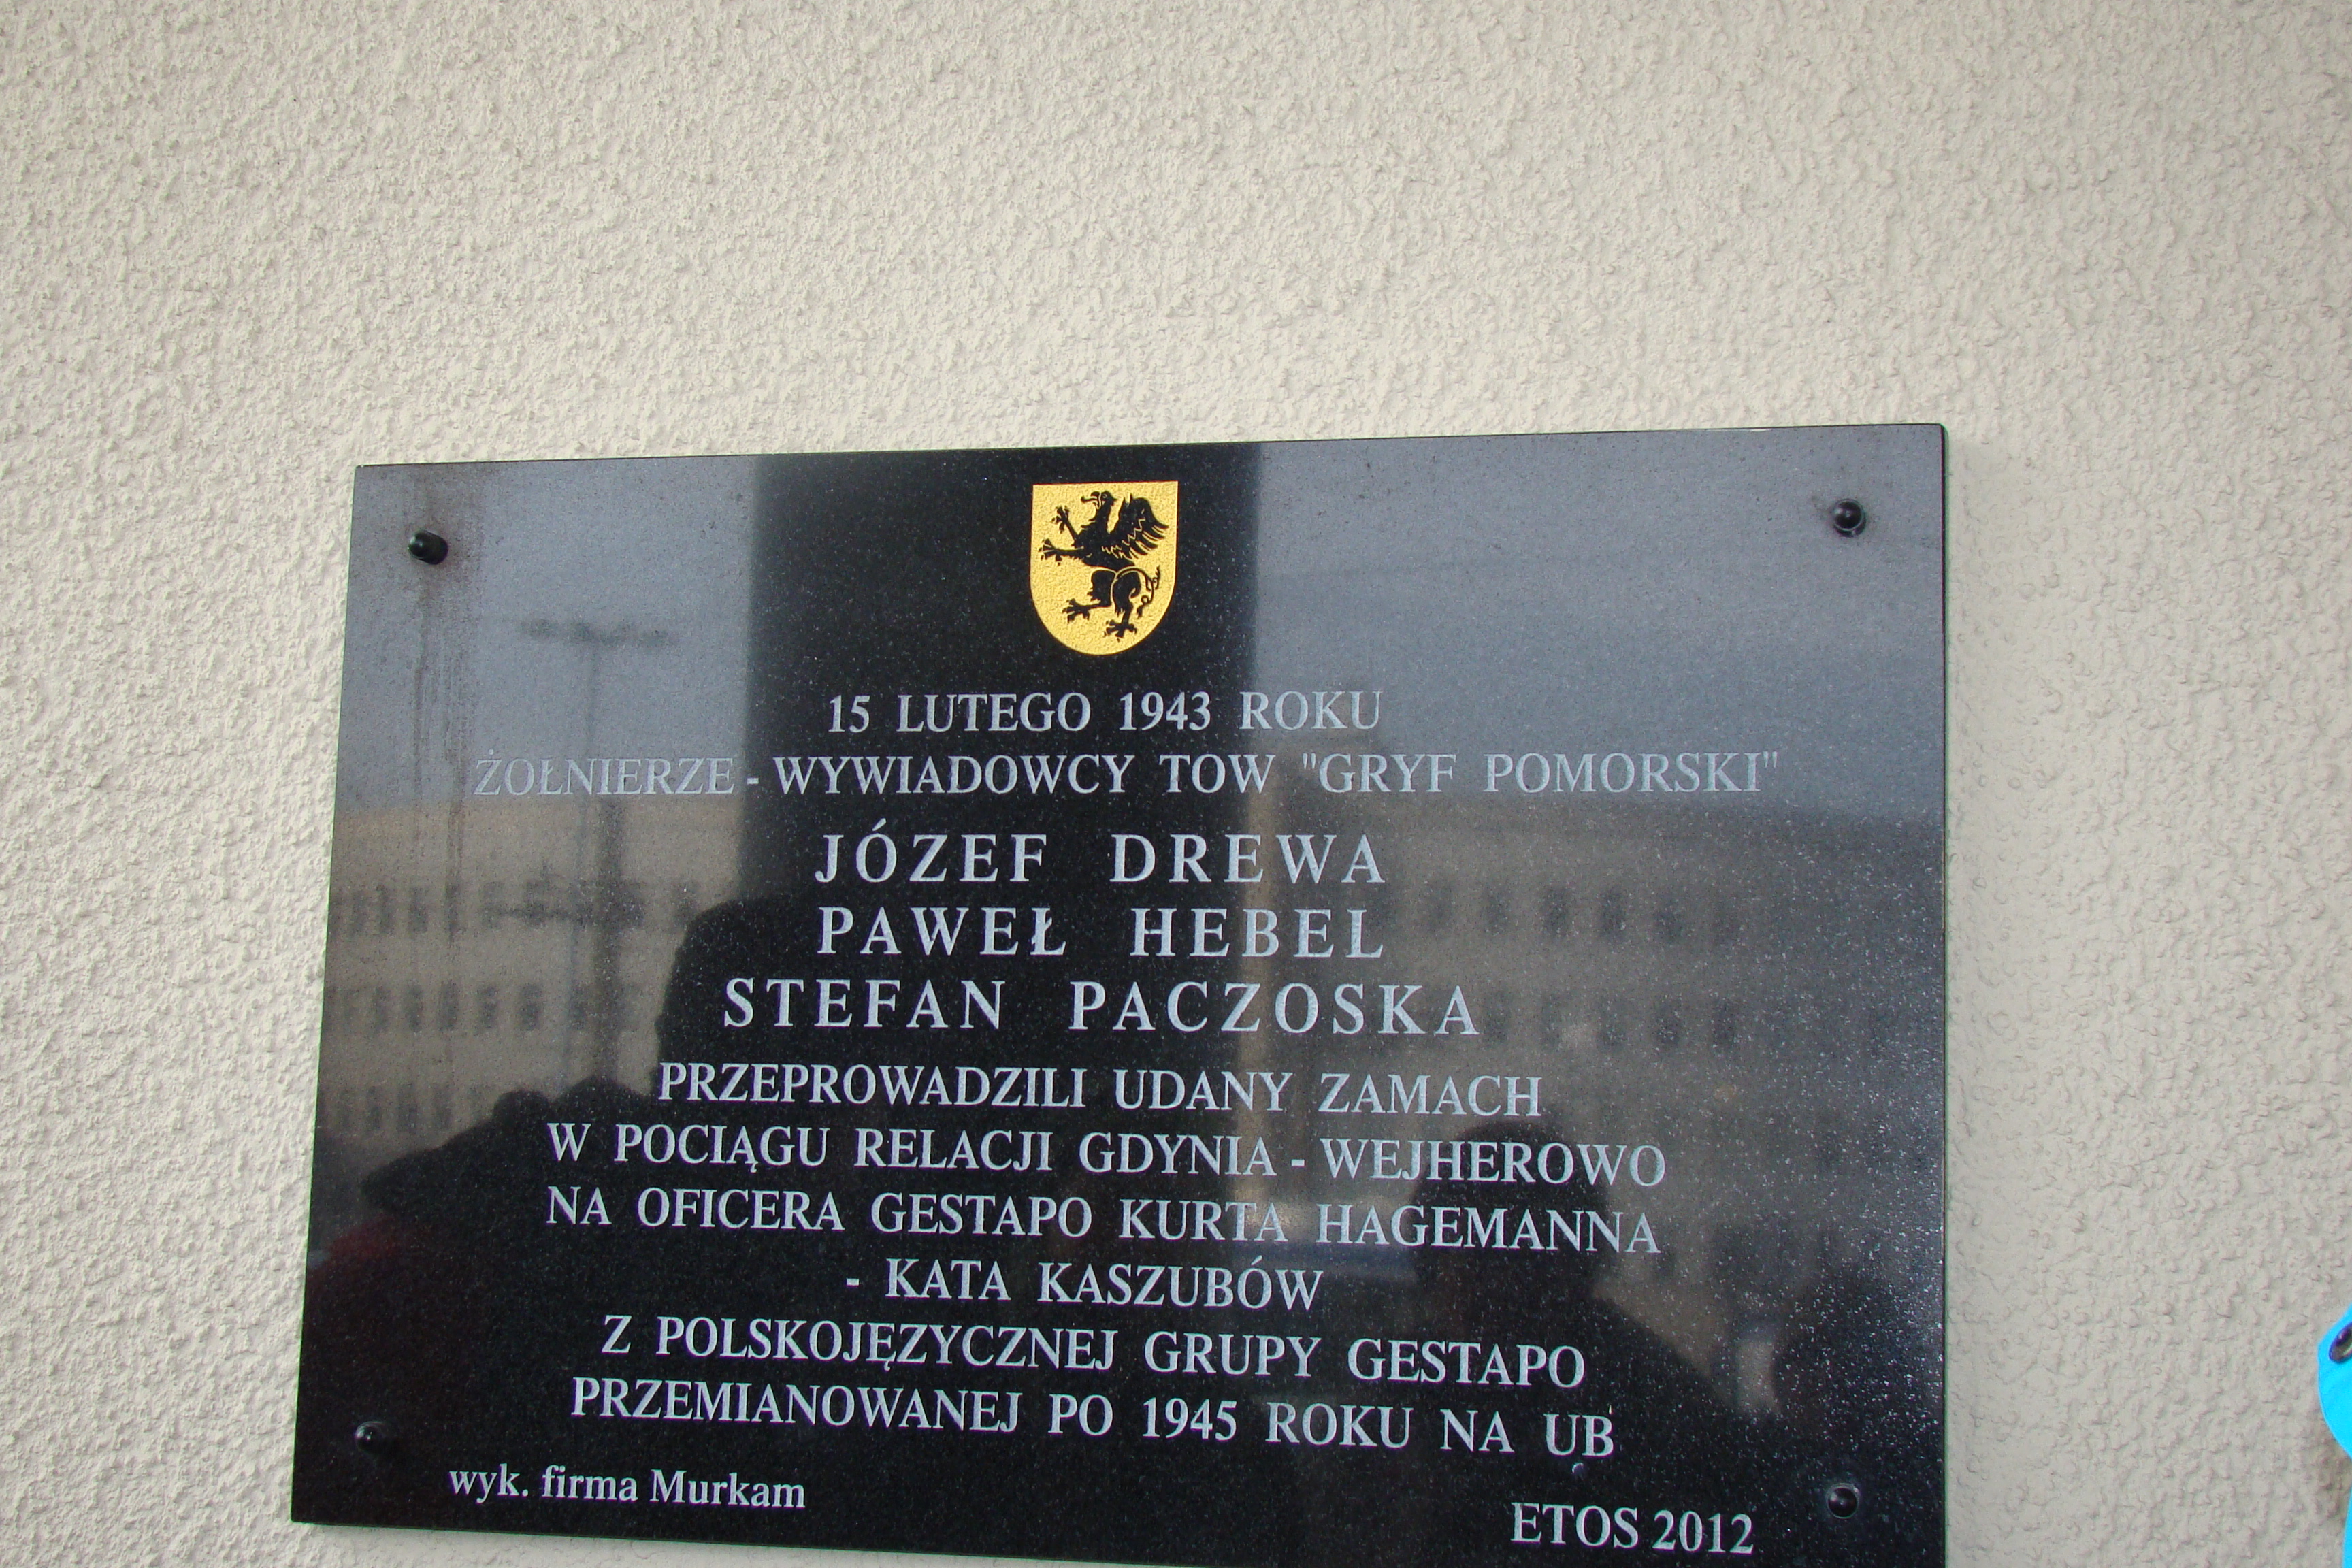 15 LUTEGO 1943 ROKU
ŻOŁNIERZE - WYWIADOWCY TOW "GRYF POMORSKI"
JÓZEF DREWA
PAWEŁ HEBEL
STEFAN PACZOSKA
PRZEPROWADZILI UDANY ZAMACH
W POCIĄGU RELACJI GDYNIA - WEJHEROWO
NA OFICERA GESTAPO KURTA HAGEMANNA
- KATA KASZUBÓW
Z POLSKOJĘZYCZNEJ GRUPY GESTAPO
PRZEMIANOWANEJ PO 1945 ROKU NA UB
wyk. firma Murkam
ETOS 2012